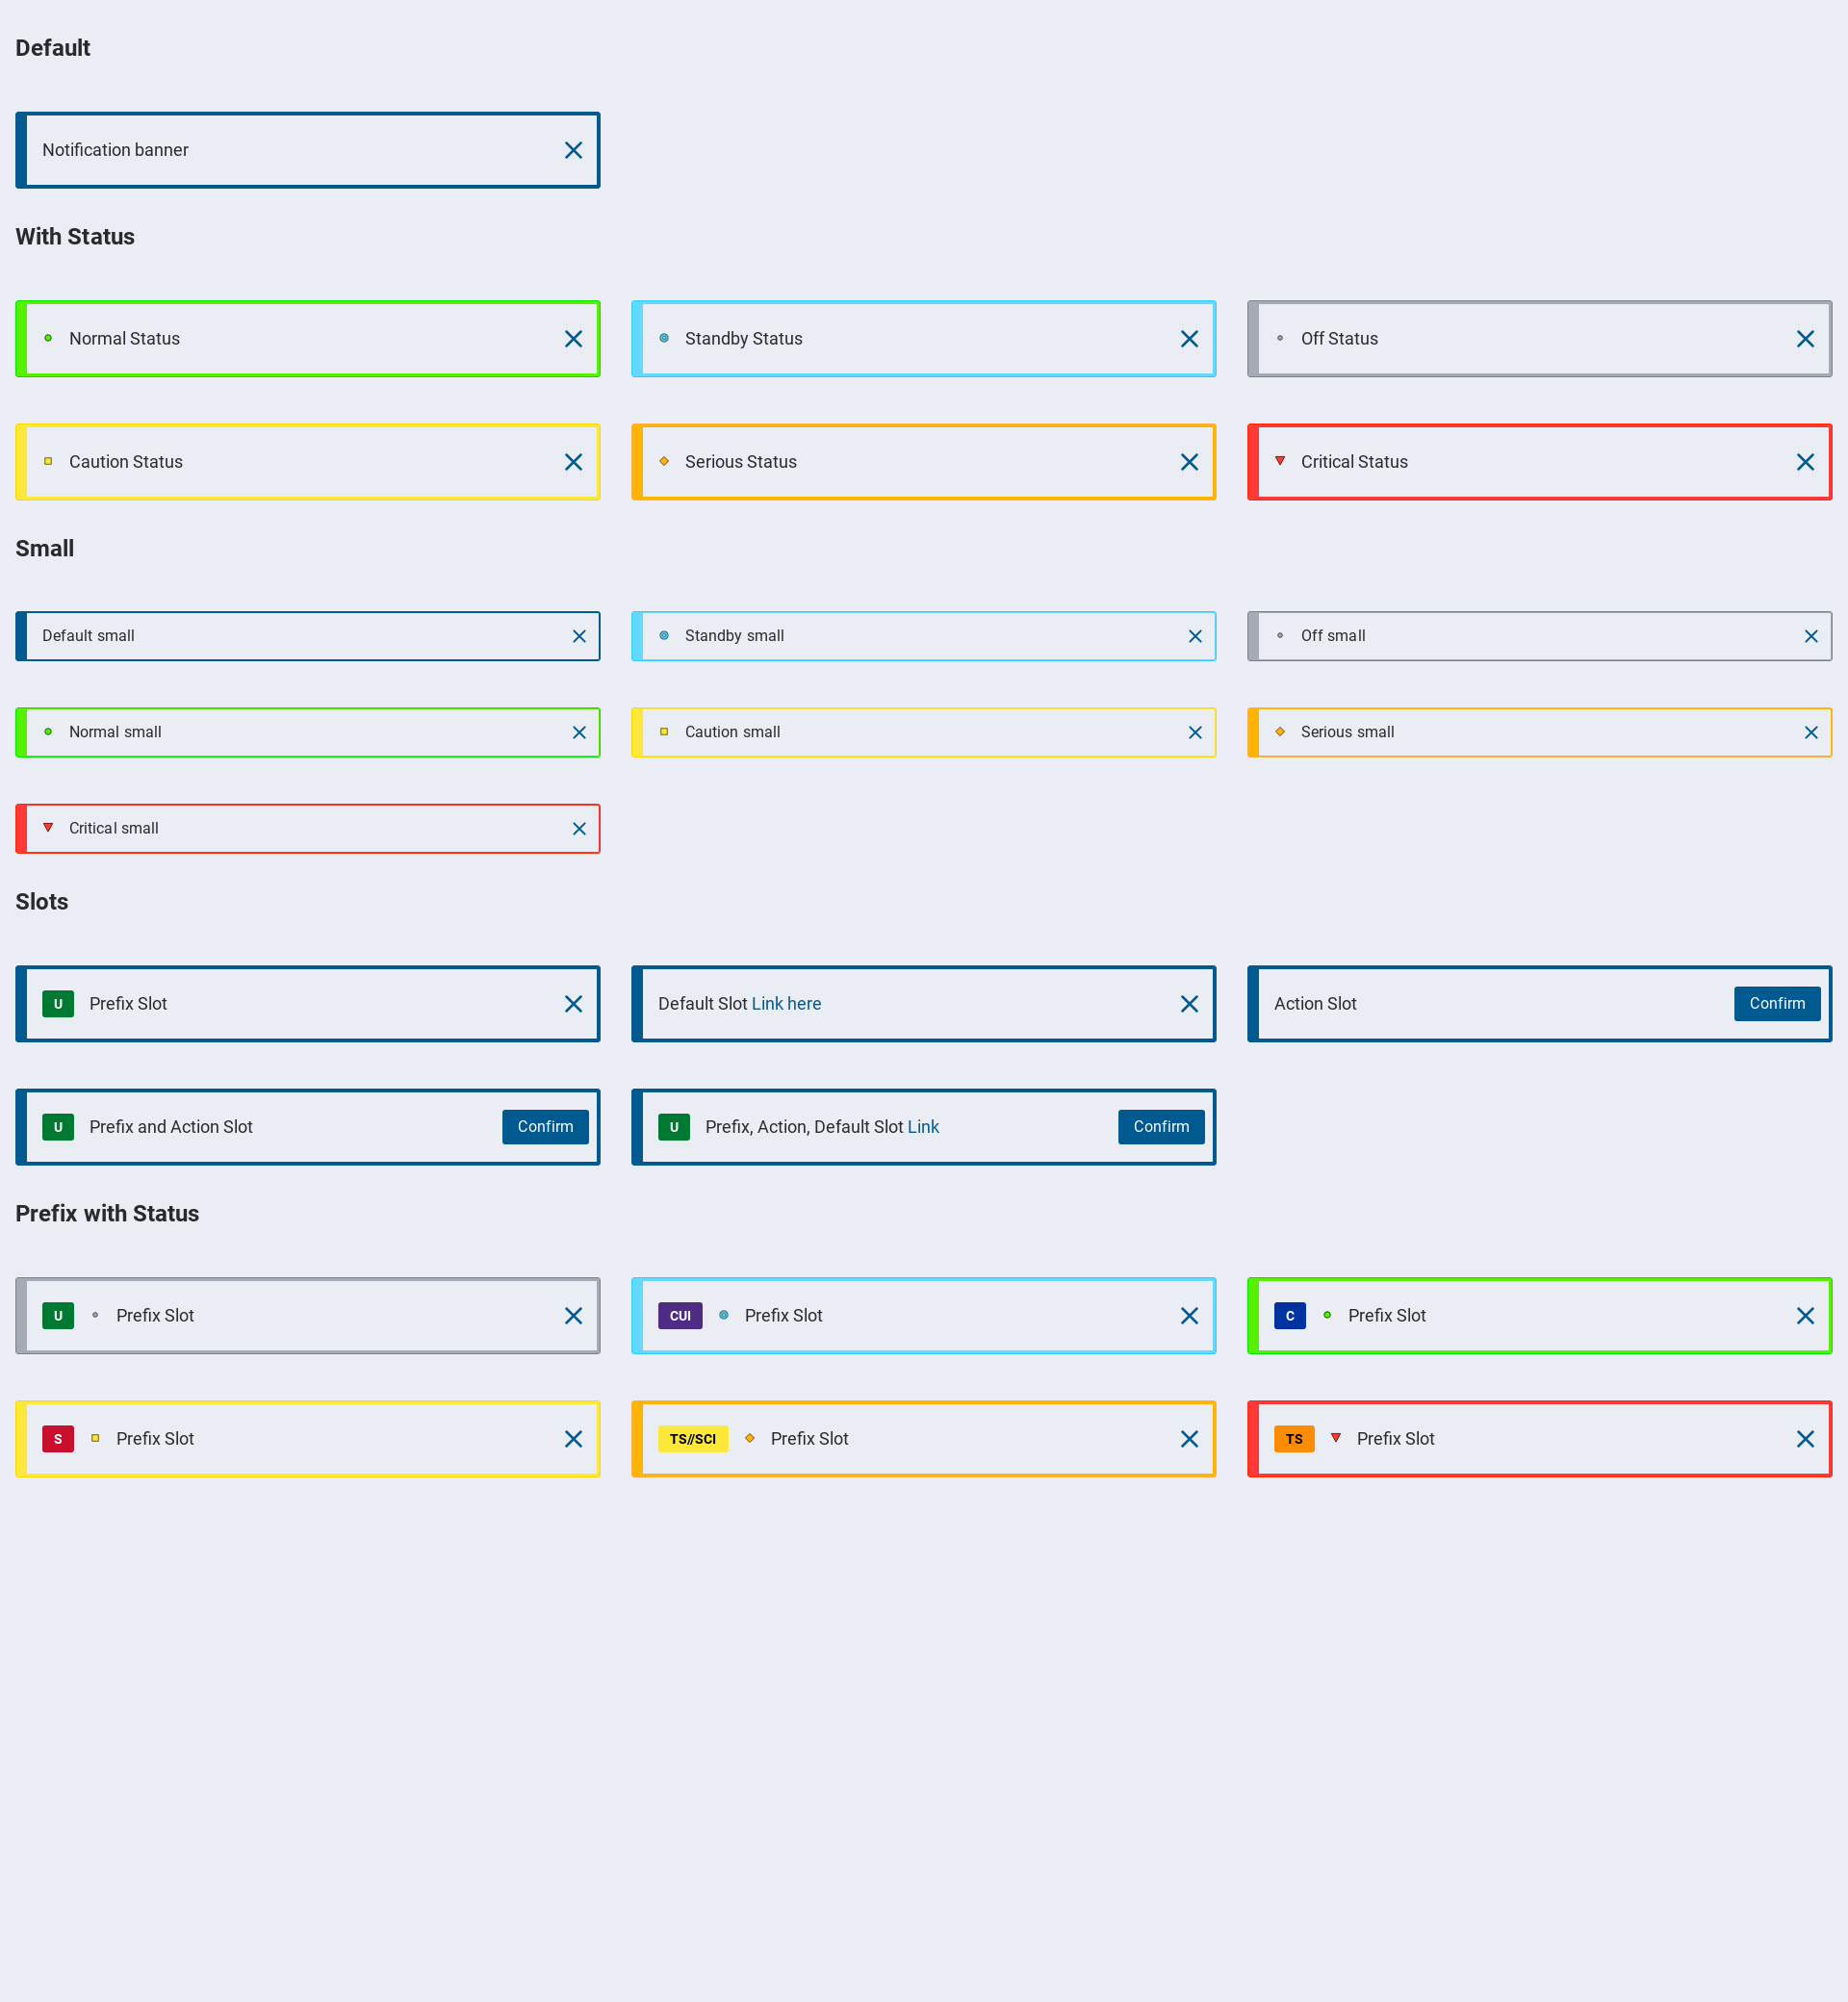 Default
Notification banner
With Status
Normal Status
Standby Status
Off Status
Caution Status
Serious Status
Critical Status
Small
Default small
Standby small
Off small
Normal small
Caution small
Serious small
Critical small
Slots
U Prefix Slot
Default Slot Link here
Action Slot Confirm
U Prefix and Action Slot Confirm
U Prefix, Action, Default Slot Link Confirm
Prefix with Status
U Prefix Slot
CUI Prefix Slot
C Prefix Slot
S Prefix Slot
TS//SCI Prefix Slot
TS Prefix Slot